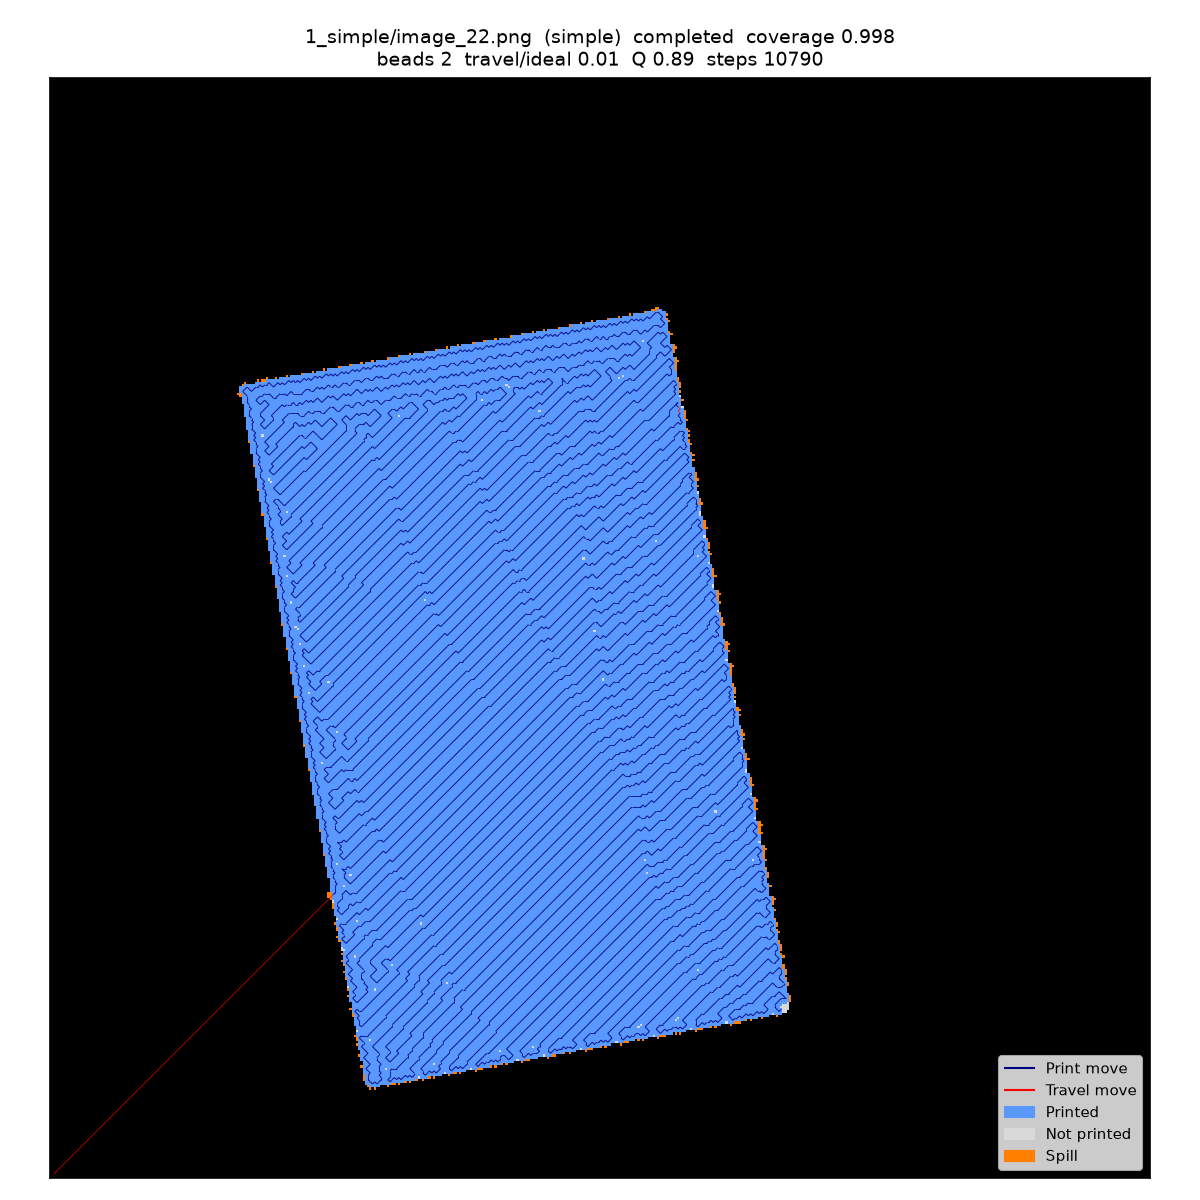 1_simple/image_22.png (simple) completed coverage 0.998
beads 2 travel/ideal 0.01 Q 0.89 steps 10790
Print move
Travel move
Printed
Not printed
Spill